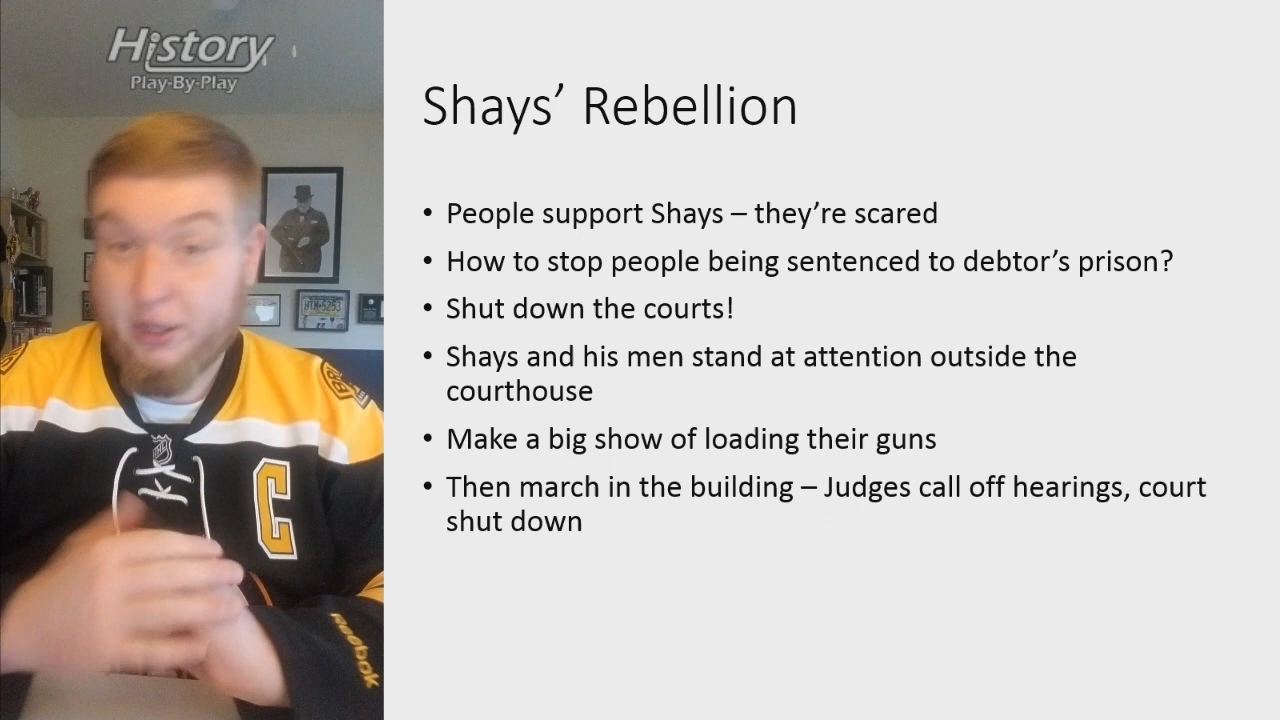 History
Play-By-Play
Shays’ Rebellion
• People support Shays – they’re scared
• How to stop people being sentenced to debtor’s prison?
• Shut down the courts!
• Shays and his men stand at attention outside the
courthouse
• Make a big show of loading their guns
• Then march in the building – Judges call off hearings, court
shut down
NHL
C
Reebok